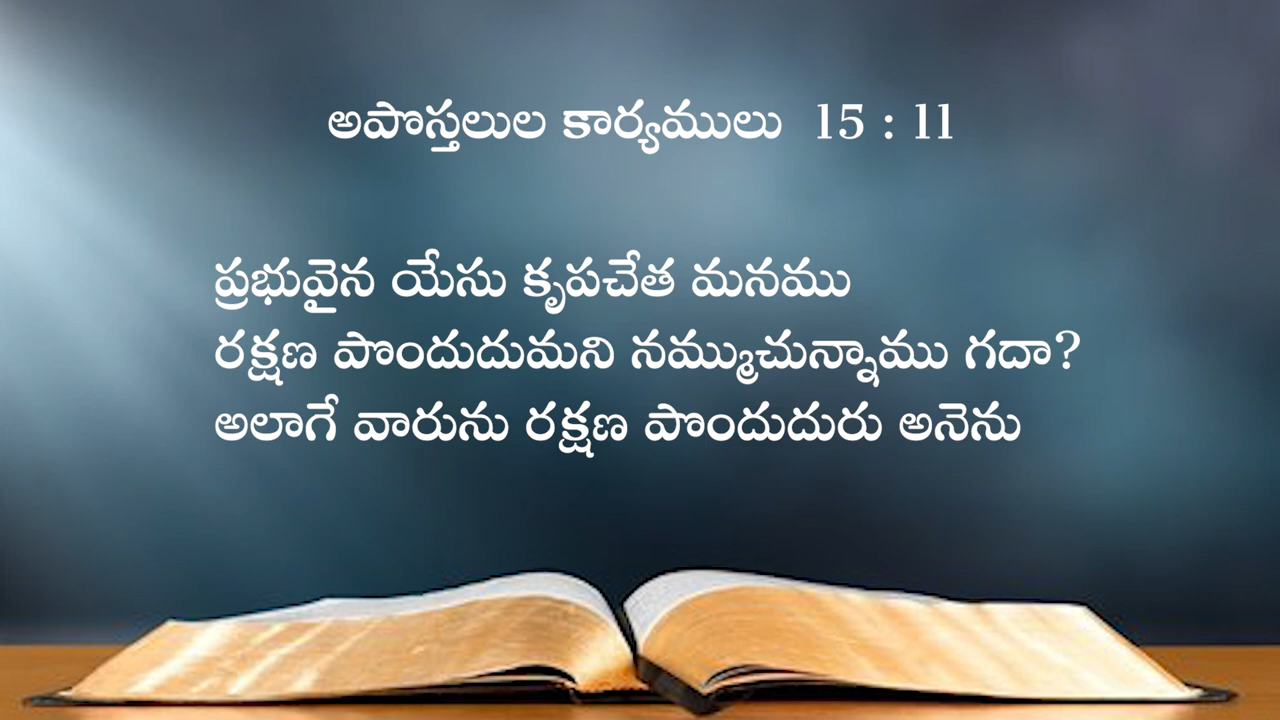 అపొస్తలుల కార్యములు 15 : 11
ప్రభువైన యేసు కృపచేత మనము
రక్షణ పొందుదుమని నమ్ముచున్నాము గదా?
అలాగే వారును రక్షణ పొందుదురు అనెను